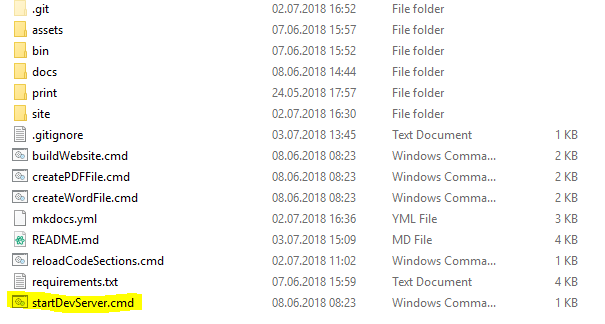 .git 02.07.2018 16:52 File folder
assets 07.06.2018 15:57 File folder
bin 07.06.2018 15:52 File folder
docs 08.06.2018 14:44 File folder
print 24.05.2018 17:57 File folder
site 02.07.2018 16:30 File folder
.gitignore 03.07.2018 13:45 Text Document 1 KB
buildWebsite.cmd 08.06.2018 08:23 Windows Comma... 2 KB
createPDFFile.cmd 08.06.2018 08:23 Windows Comma... 2 KB
createWordFile.cmd 08.06.2018 08:23 Windows Comma... 2 KB
mkdocs.yml 02.07.2018 16:36 YML File 3 KB
README.md 03.07.2018 15:09 MD File 4 KB
reloadCodeSections.cmd 02.07.2018 11:02 Windows Comma... 1 KB
requirements.txt 07.06.2018 15:59 Text Document 4 KB
startDevServer.cmd 08.06.2018 08:23 Windows Comma... 1 KB